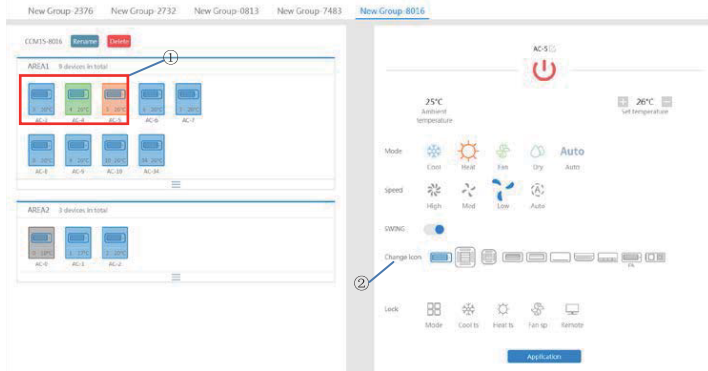 New Group-2376 New Group-2732 New Group-0813 New Group-7483 New Group-8016
CCM15-8016 Rename Delete
①
AREA1 9 devices in total
AC-3 AC-4 AC-5 AC-6 AC-7
AC-8 AC-9 AC-10 AC-34
AREA2 3 devices in total
AC-0 AC-1 AC-2
AC-5
25°C
Ambient
temperature
26°C
Set temperature
Mode
Auto
Cool Heat Fan Dry Auto
Speed
High Med Low Auto
SWING
Change Icon
FA
②
Lock
Mode Cool ts Heat ts Fan sp Remote
Application